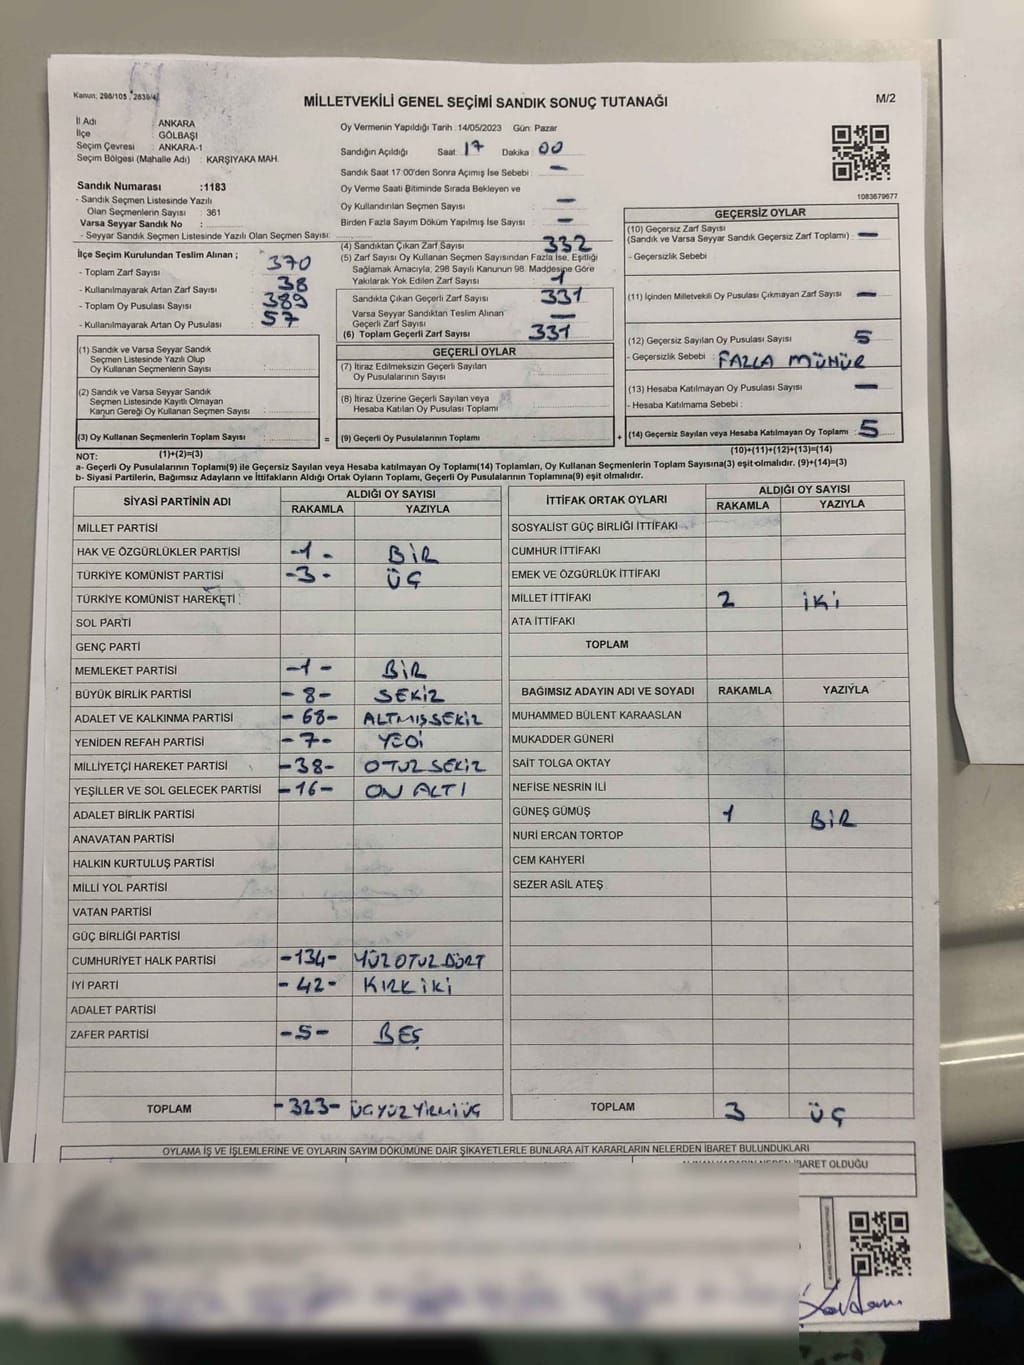 Kanun: 298/105
MİLLETVEKİLİ GENEL SEÇİMİ SANDIK SONUÇ TUTANAĞI
M/2
İl Adı : ANKARA
İlçe : GÖLBAŞI
Seçim Çevresi : ANKARA-1
Seçim Bölgesi (Mahalle Adı) : KARŞIYAKA MAH.
Oy Vermenin Yapıldığı Tarih :14/05/2023 Gün: Pazar
Sandığın Açıldığı Saat: 17 Dakika: 00
Sandık Saat 17:00'den Sonra Açımış İse Sebebi : —
Oy Verme Saati Bitiminde Sırada Bekleyen ve
Oy Kullandırılan Seçmen Sayısı : —
Birden Fazla Sayım Döküm Yapılmış İse Sayısı : —
1083679677
Sandık Numarası :1183
- Sandık Seçmen Listesinde Yazılı
Olan Seçmenlerin Sayısı : 361
Varsa Seyyar Sandık No :
- Seyyar Sandık Seçmen Listesinde Yazılı Olan Seçmen Sayısı:
İlçe Seçim Kurulundan Teslim Alınan ;
- Toplam Zarf Sayısı : 370
- Kullanılmayarak Artan Zarf Sayısı : 38
- Toplam Oy Pusulası Sayısı : 389
- Kullanılmayarak Artan Oy Pusulası : 57
(1) Sandık ve Varsa Seyyar Sandık
Seçmen Listesinde Yazılı Olup
Oy Kullanan Seçmenlerin Sayısı :
(2) Sandık ve Varsa Seyyar Sandık
Seçmen Listesinde Kayıtlı Olmayan
Kanun Gereği Oy Kullanan Seçmen Sayısı :
(3) Oy Kullanan Seçmenlerin Toplam Sayısı :
(1)+(2)=(3)
(4) Sandıktan Çıkan Zarf Sayısı : 332
(5) Zarf Sayısı Oy Kullanan Seçmen Sayısından Fazla İse, Eşitliği
Sağlamak Amacıyla, 298 Sayılı Kanunun 98. Maddesine Göre
Yakılarak Yok Edilen Zarf Sayısı : 1
Sandıkta Çıkan Geçerli Zarf Sayısı : 331
Varsa Seyyar Sandıktan Teslim Alınan
Geçerli Zarf Sayısı : —
(6) Toplam Geçerli Zarf Sayısı : 331
GEÇERLİ OYLAR
(7) İtiraz Edilmeksizin Geçerli Sayılan
Oy Pusulalarının Sayısı :
(8) İtiraz Üzerine Geçerli Sayılan veya
Hesaba Katılan Oy Pusulası Toplamı :
= (9) Geçerli Oy Pusulalarının Toplamı : +
GEÇERSİZ OYLAR
(10) Geçersiz Zarf Sayısı
(Sandık ve Varsa Seyyar Sandık Geçersiz Zarf Toplamı) : —
- Geçersizlik Sebebi :
(11) İçinden Milletvekili Oy Pusulası Çıkmayan Zarf Sayısı : —
(12) Geçersiz Sayılan Oy Pusulası Sayısı : 5
- Geçersizlik Sebebi : FAZLA MÜHÜR
(13) Hesaba Katılmayan Oy Pusulası Sayısı : —
- Hesaba Katılmama Sebebi :
(14) Geçersiz Sayılan veya Hesaba Katılmayan Oy Toplamı : 5
(10)+(11)+(12)+(13)=(14)
NOT:
a- Geçerli Oy Pusulalarının Toplamı(9) ile Geçersiz Sayılan veya Hesaba katılmayan Oy Toplamı(14) Toplamları, Oy Kullanan Seçmenlerin Toplam Sayısına(3) eşit olmalıdır. (9)+(14)=(3)
b- Siyasi Partilerin, Bağımsız Adayların ve İttifakların Aldığı Ortak Oyların Toplamı, Geçerli Oy Pusulalarının Toplamına(9) eşit olmalıdır.
SİYASİ PARTİNİN ADI ALDIĞI OY SAYISI
RAKAMLA YAZIYLA
MİLLET PARTİSİ
HAK VE ÖZGÜRLÜKLER PARTİSİ -1- BİR
TÜRKİYE KOMÜNİST PARTİSİ -3- ÜÇ
TÜRKİYE KOMÜNİST HAREKETİ
SOL PARTİ
GENÇ PARTİ
MEMLEKET PARTİSİ -1- BİR
BÜYÜK BİRLİK PARTİSİ -8- SEKİZ
ADALET VE KALKINMA PARTİSİ -68- ALTMIŞSEKİZ
YENİDEN REFAH PARTİSİ -7- YEDİ
MİLLİYETÇİ HAREKET PARTİSİ -38- OTUZ SEKİZ
YEŞİLLER VE SOL GELECEK PARTİSİ -16- ON ALTI
ADALET BİRLİK PARTİSİ
ANAVATAN PARTİSİ
HALKIN KURTULUŞ PARTİSİ
MİLLİ YOL PARTİSİ
VATAN PARTİSİ
GÜÇ BİRLİĞİ PARTİSİ
CUMHURİYET HALK PARTİSİ -134- YÜZ OTUZ DÖRT
İYİ PARTİ -42- KIRK İKİ
ADALET PARTİSİ
ZAFER PARTİSİ -5- BEŞ
TOPLAM -323- ÜÇYÜZ YİRMİ ÜÇ
İTTİFAK ORTAK OYLARI ALDIĞI OY SAYISI
RAKAMLA YAZIYLA
SOSYALİST GÜÇ BİRLİĞİ İTTİFAKI
CUMHUR İTTİFAKI
EMEK VE ÖZGÜRLÜK İTTİFAKI
MİLLET İTTİFAKI 2 İKİ
ATA İTTİFAKI
TOPLAM
BAĞIMSIZ ADAYIN ADI VE SOYADI RAKAMLA YAZIYLA
MUHAMMED BÜLENT KARAASLAN
MUKADDER GÜNERİ
SAİT TOLGA OKTAY
NEFİSE NESRİN İLİ
GÜNEŞ GÜMÜŞ 1 BİR
NURİ ERCAN TORTOP
CEM KAHYERİ
SEZER ASİL ATEŞ
TOPLAM 3 ÜÇ
OYLAMA İŞ VE İŞLEMLERİNE VE OYLARIN SAYIM DÖKÜMÜNE DAİR ŞİKAYETLERLE BUNLARA AİT KARARLARIN NELERDEN İBARET BULUNDUKLARI
İBARET OLDUĞU